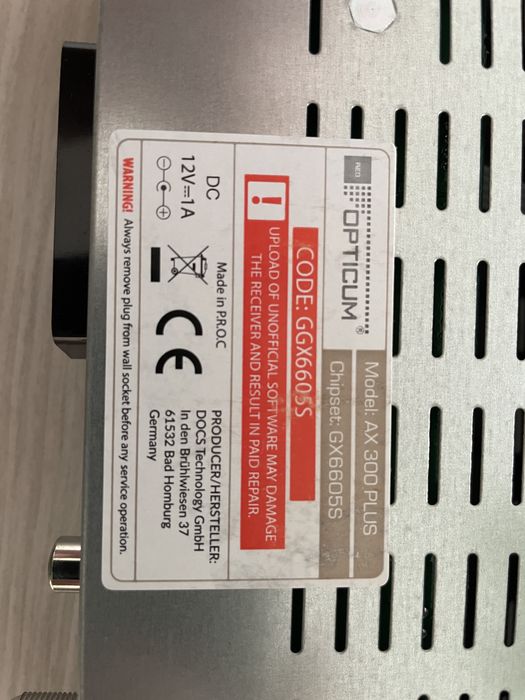 RED
OPTICUM®
Model: AX 300 PLUS
Chipset: GX6605S
CODE: GGX6605S
!
UPLOAD OF UNOFFICIAL SOFTWARE MAY DAMAGE
THE RECEIVER AND RESULT IN PAID REPAIR.
DC
12V⎓1A
Made in P.R.O.C
CE
PRODUCER/HERSTELLER:
DOCS Technology GmbH
In den Brühlwiesen 37
61532 Bad Homburg
Germany
WARNING! Always remove plug from wall socket before any service operation.